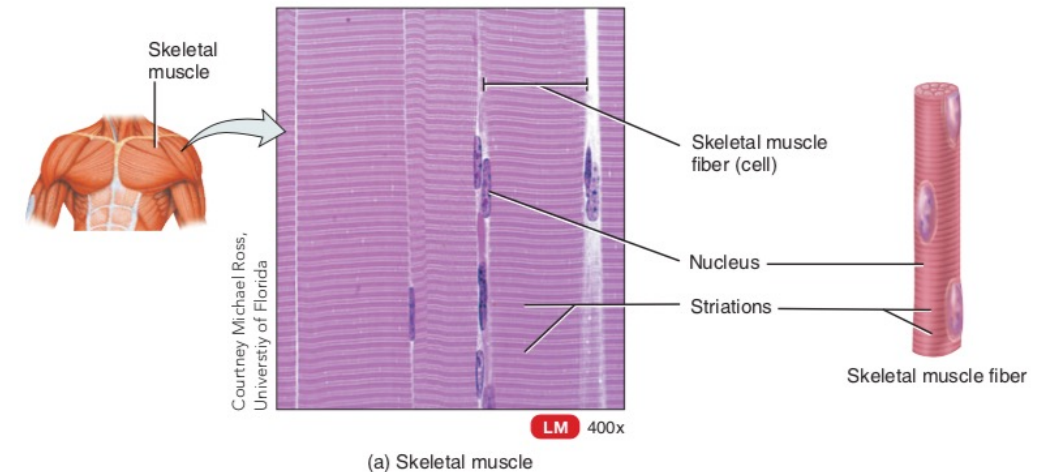 Skeletal
muscle
Courtney Michael Ross,
Universtiy of Florida
Skeletal muscle
fiber (cell)
Nucleus
Striations
Skeletal muscle fiber
LM 400x
(a) Skeletal muscle